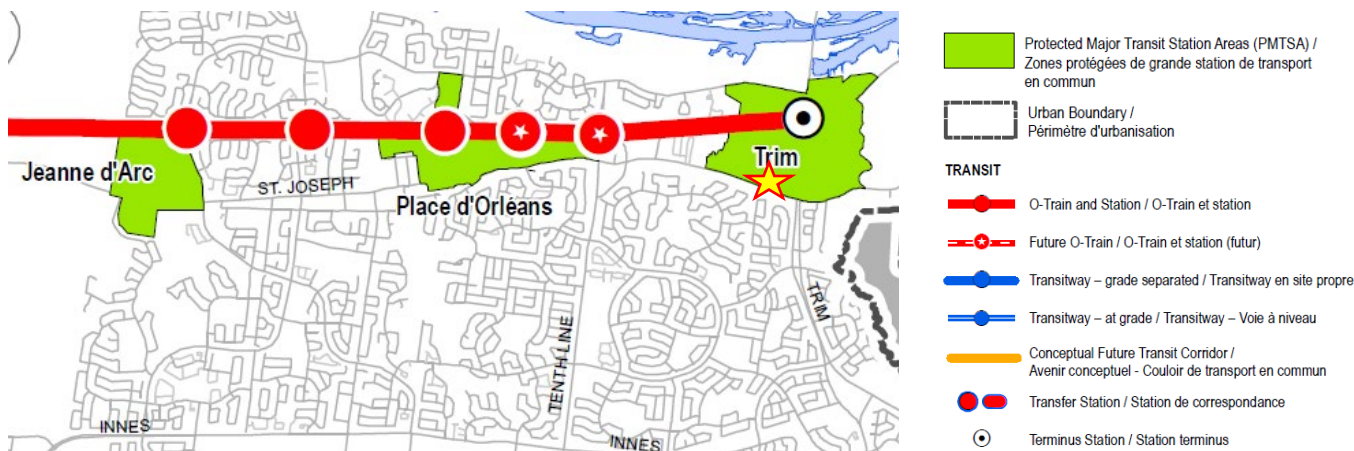 Jeanne d'Arc
ST. JOSEPH
Place d'Orléans
Trim
TENTH LINE
TRIM
INNES
INNES
Protected Major Transit Station Areas (PMTSA) /
Zones protégées de grande station de transport
en commun
Urban Boundary /
Périmètre d'urbanisation
TRANSIT
O-Train and Station / O-Train et station
Future O-Train / O-Train et station (futur)
Transitway – grade separated / Transitway en site propre
Transitway – at grade / Transitway – Voie à niveau
Conceptual Future Transit Corridor /
Avenir conceptuel - Couloir de transport en commun
Transfer Station / Station de correspondance
Terminus Station / Station terminus